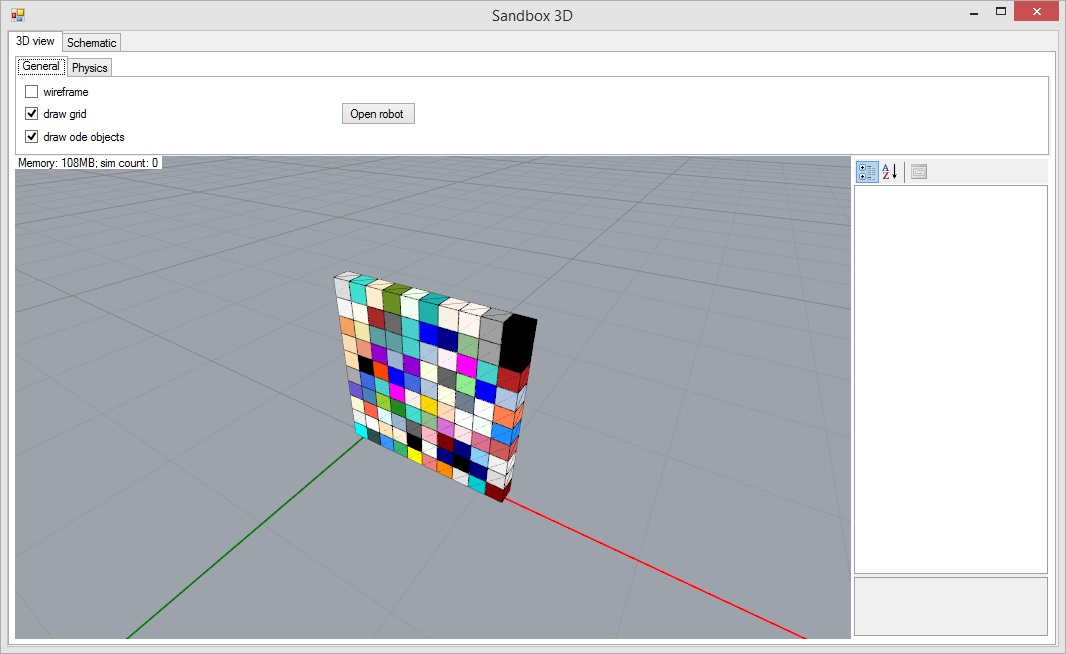 Sandbox 3D
3D view Schematic
General Physics
wireframe
draw grid
Open robot
draw ode objects
Memory: 108MB; sim count: 0
A
Z